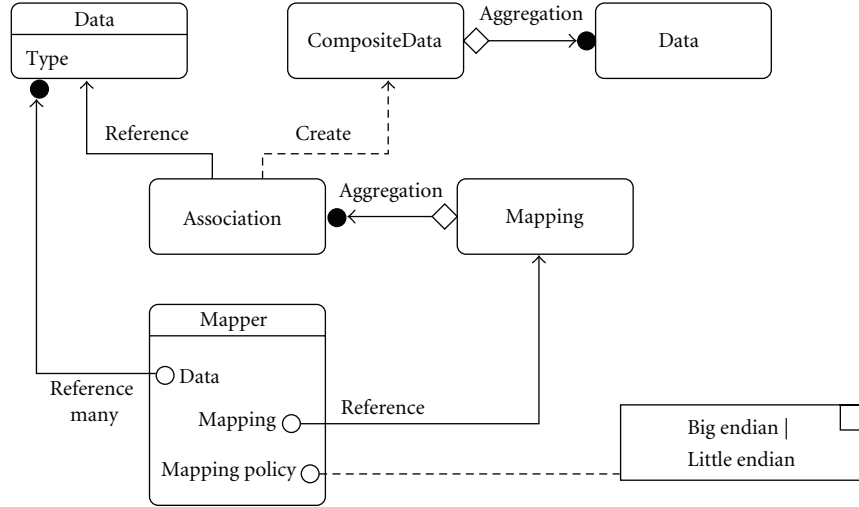 Data
Type
CompositeData
Aggregation
Data
Reference
Create
Association
Aggregation
Mapping
Mapper
Data
Reference
many
Mapping
Reference
Mapping policy
Big endian |
Little endian